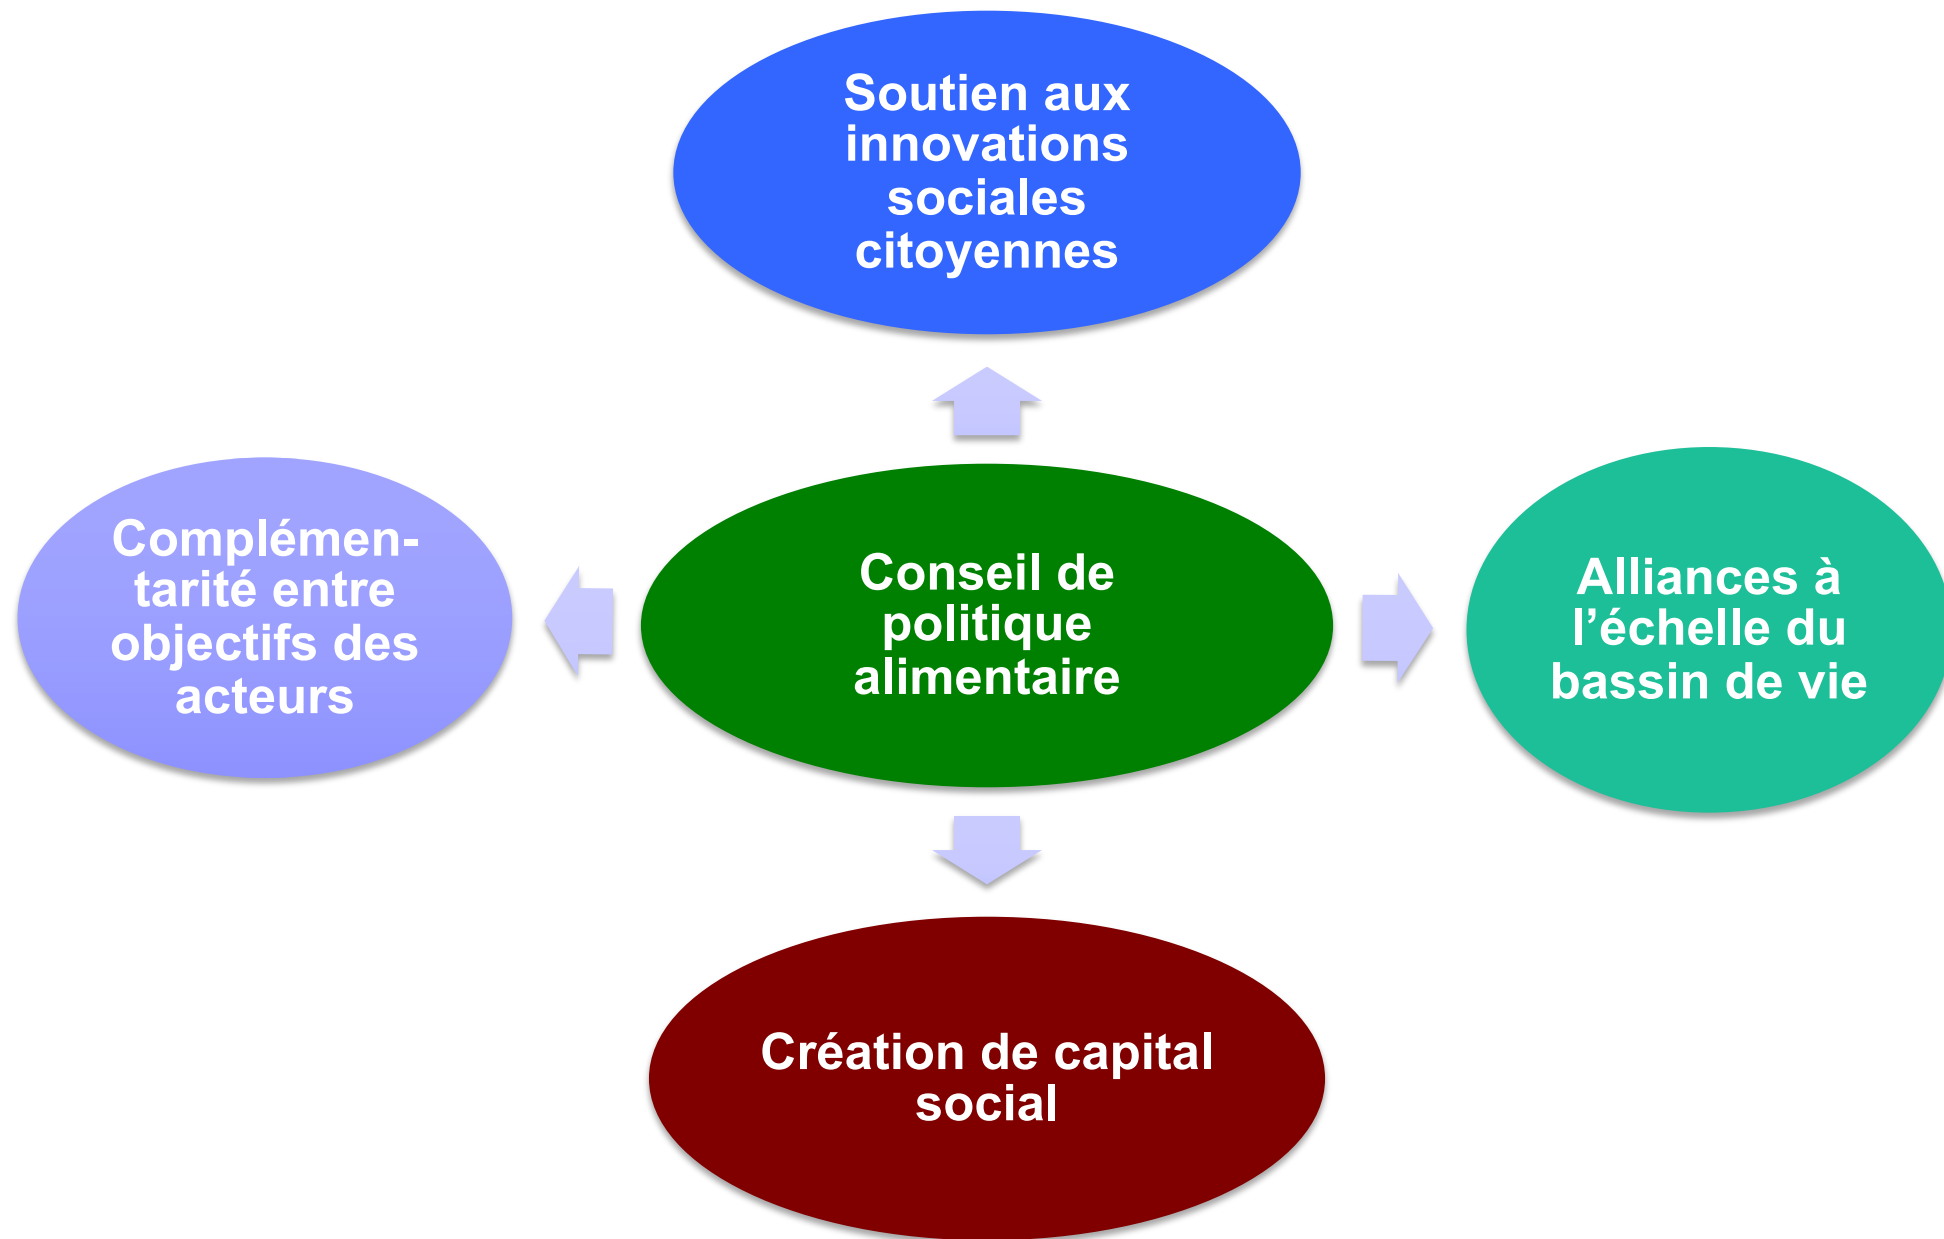 Soutien aux
innovations
sociales
citoyennes
Complémen-
tarité entre
objectifs des
acteurs
Conseil de
politique
alimentaire
Alliances à
l’échelle du
bassin de vie
Création de capital
social